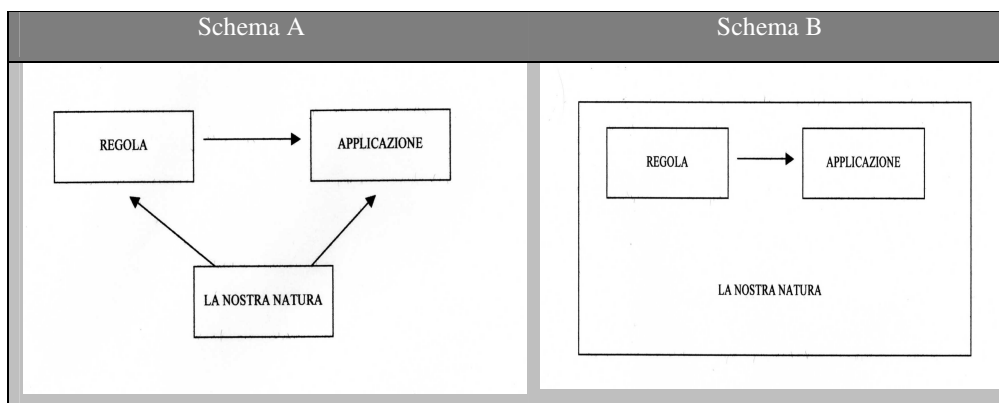 Schema A
Schema B
REGOLA
APPLICAZIONE
LA NOSTRA NATURA
REGOLA
APPLICAZIONE
LA NOSTRA NATURA